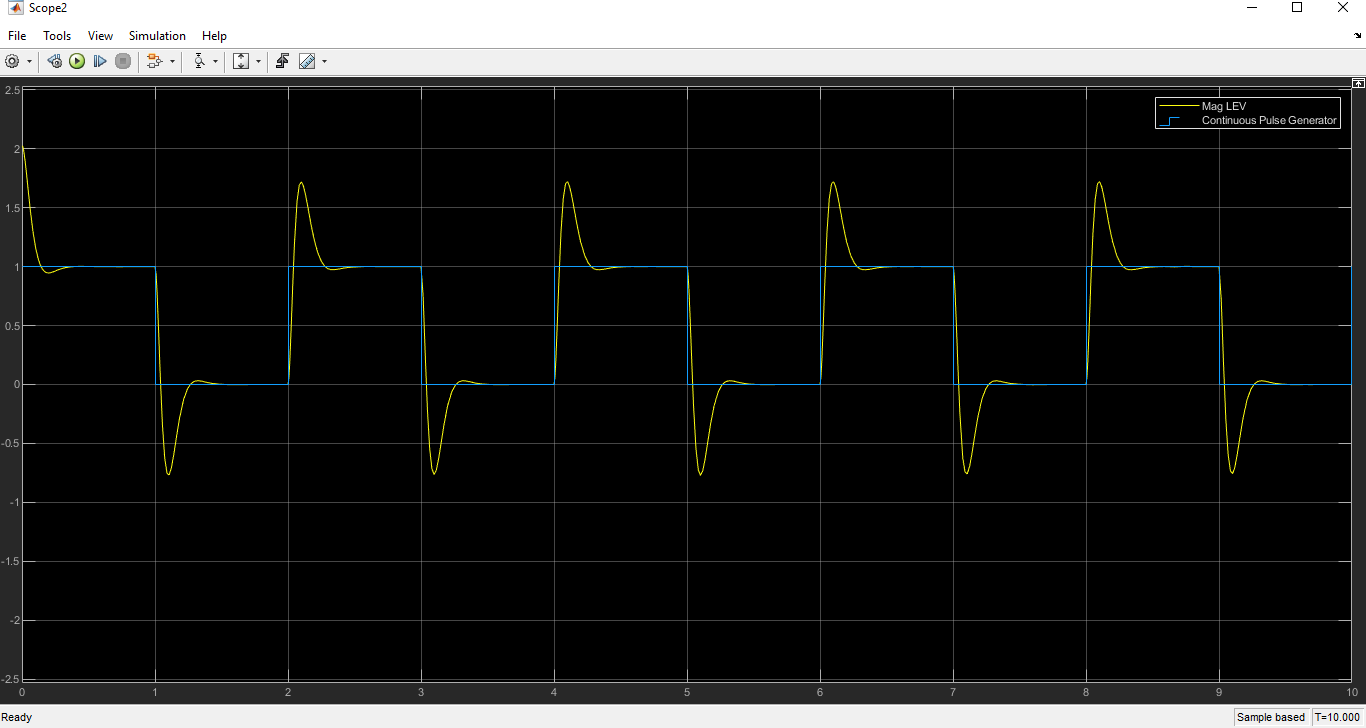 Scope2
File Tools View Simulation Help
Mag LEV
Continuous Pulse Generator
2.5
2
1.5
1
0.5
0
-0.5
-1
-1.5
-2
-2.5
0 1 2 3 4 5 6 7 8 9 10
Ready
Sample based T=10.000